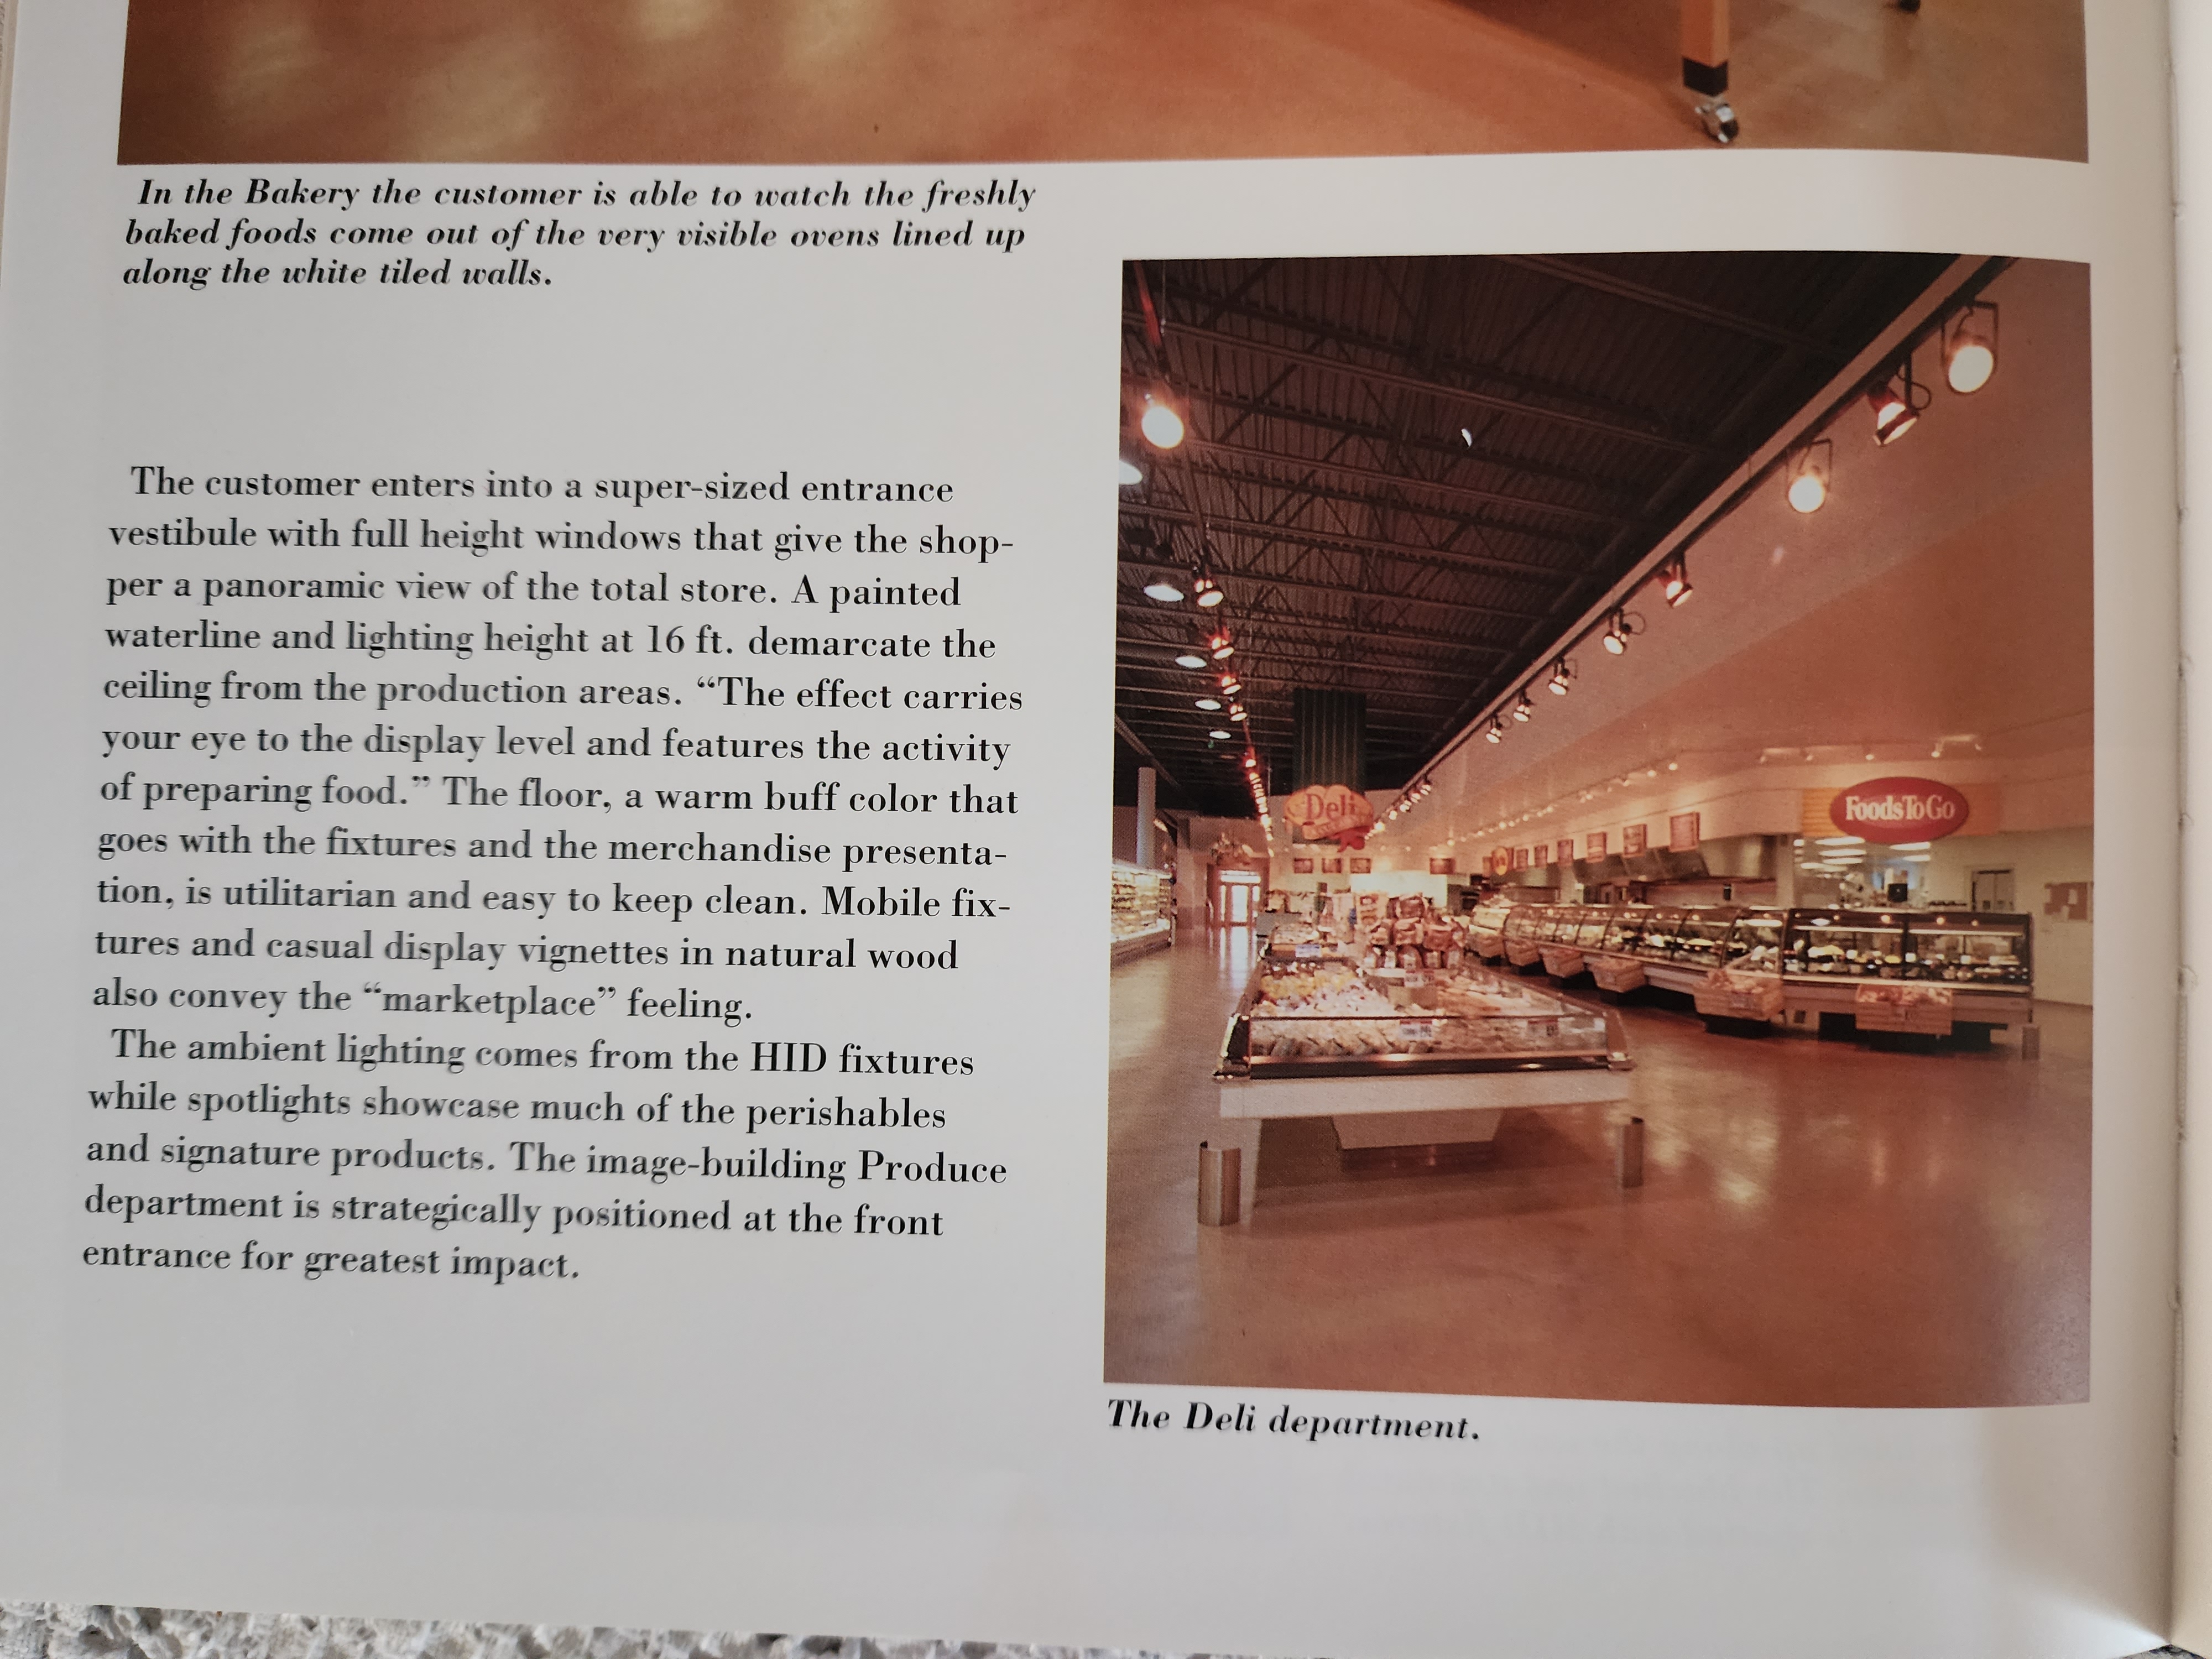 In the Bakery the customer is able to watch the freshly
baked foods come out of the very visible ovens lined up
along the white tiled walls.
The customer enters into a super-sized entrance
vestibule with full height windows that give the shop-
per a panoramic view of the total store. A painted
waterline and lighting height at 16 ft. demarcate the
ceiling from the production areas. “The effect carries
your eye to the display level and features the activity
of preparing food.” The floor, a warm buff color that
goes with the fixtures and the merchandise presenta-
tion, is utilitarian and easy to keep clean. Mobile fix-
tures and casual display vignettes in natural wood
also convey the “marketplace” feeling.
The ambient lighting comes from the HID fixtures
while spotlights showcase much of the perishables
and signature products. The image-building Produce
department is strategically positioned at the front
entrance for greatest impact.
Deli
FoodsToGo
The Deli department.